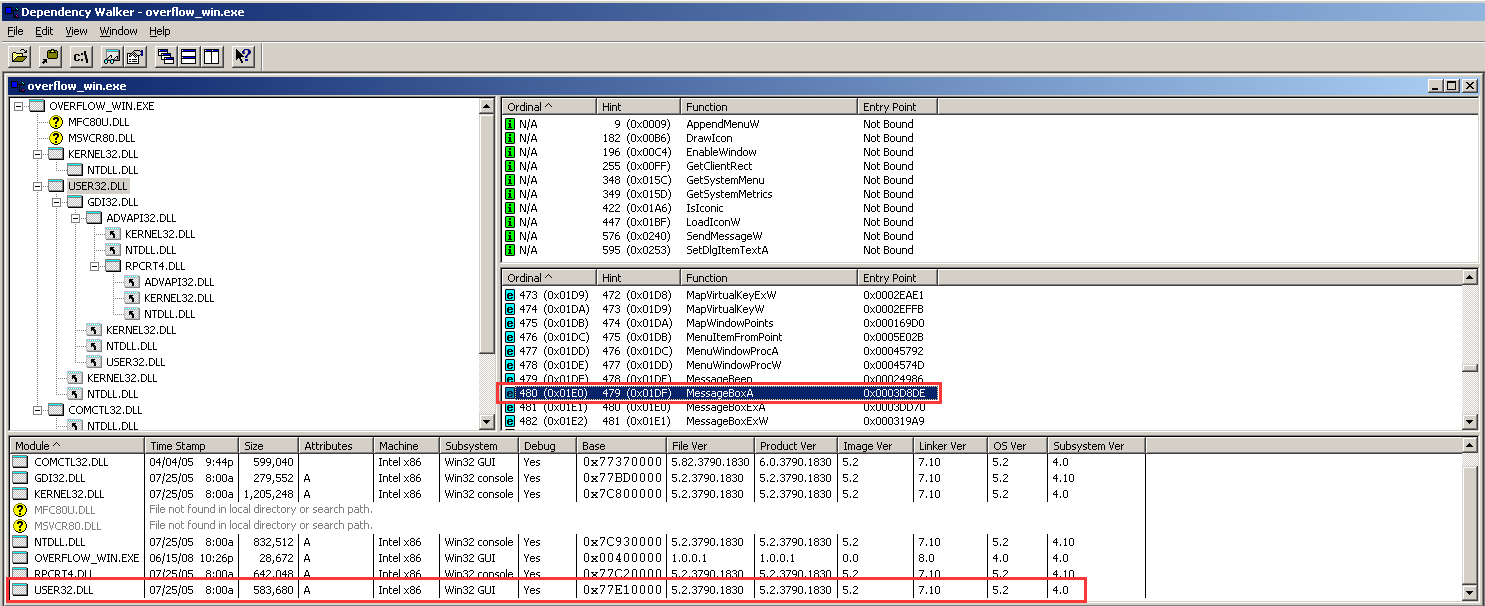 Dependency Walker - overflow_win.exe
File Edit View Window Help
c:\
overflow_win.exe
OVERFLOW_WIN.EXE
MFC80U.DLL
MSVCR80.DLL
KERNEL32.DLL
NTDLL.DLL
USER32.DLL
GDI32.DLL
ADVAPI32.DLL
KERNEL32.DLL
NTDLL.DLL
RPCRT4.DLL
ADVAPI32.DLL
KERNEL32.DLL
NTDLL.DLL
KERNEL32.DLL
NTDLL.DLL
USER32.DLL
KERNEL32.DLL
NTDLL.DLL
COMCTL32.DLL
NTDLL.DLL
Ordinal ^ Hint Function Entry Point
N/A 9 (0x0009) AppendMenuW Not Bound
N/A 182 (0x00B6) DrawIcon Not Bound
N/A 196 (0x00C4) EnableWindow Not Bound
N/A 255 (0x00FF) GetClientRect Not Bound
N/A 348 (0x015C) GetSystemMenu Not Bound
N/A 349 (0x015D) GetSystemMetrics Not Bound
N/A 422 (0x01A6) IsIconic Not Bound
N/A 447 (0x01BF) LoadIconW Not Bound
N/A 576 (0x0240) SendMessageW Not Bound
N/A 595 (0x0253) SetDlgItemTextA Not Bound
Ordinal ^ Hint Function Entry Point
473 (0x01D9) 472 (0x01D8) MapVirtualKeyExW 0x0002EAE1
474 (0x01DA) 473 (0x01D9) MapVirtualKeyW 0x0002EFFB
475 (0x01DB) 474 (0x01DA) MapWindowPoints 0x000169D0
476 (0x01DC) 475 (0x01DB) MenuItemFromPoint 0x0005E02B
477 (0x01DD) 476 (0x01DC) MenuWindowProcA 0x00045792
478 (0x01DE) 477 (0x01DD) MenuWindowProcW 0x0004574D
479 (0x01DF) 478 (0x01DE) MessageBeep 0x00024986
480 (0x01E0) 479 (0x01DF) MessageBoxA 0x0003D8DE
481 (0x01E1) 480 (0x01E0) MessageBoxExA 0x0003DD70
482 (0x01E2) 481 (0x01E1) MessageBoxExW 0x000319A9
Module ^ Time Stamp Size Attributes Machine Subsystem Debug Base File Ver Product Ver Image Ver Linker Ver OS Ver Subsystem Ver
COMCTL32.DLL 04/04/05 9:44p 599,040 Intel x86 Win32 GUI Yes 0x77370000 5.82.3790.1830 6.0.3790.1830 5.2 7.10 5.2 4.0
GDI32.DLL 07/25/05 8:00a 279,552 A Intel x86 Win32 console Yes 0x77BD0000 5.2.3790.1830 5.2.3790.1830 5.2 7.10 5.2 4.10
KERNEL32.DLL 07/25/05 8:00a 1,205,248 A Intel x86 Win32 console Yes 0x7C800000 5.2.3790.1830 5.2.3790.1830 5.2 7.10 5.2 4.0
MFC80U.DLL File not found in local directory or search path.
MSVCR80.DLL File not found in local directory or search path.
NTDLL.DLL 07/25/05 8:00a 832,512 A Intel x86 Win32 console Yes 0x7C930000 5.2.3790.1830 5.2.3790.1830 5.2 7.10 5.2 4.10
OVERFLOW_WIN.EXE 06/15/08 10:26p 28,672 A Intel x86 Win32 GUI Yes 0x00400000 1.0.0.1 1.0.0.1 0.0 8.0 4.0 4.0
RPCRT4.DLL 07/25/05 8:00a 642,048 A Intel x86 Win32 console Yes 0x77C20000 5.2.3790.1830 5.2.3790.1830 5.2 7.10 5.2 4.10
USER32.DLL 07/25/05 8:00a 583,680 A Intel x86 Win32 GUI Yes 0x77E10000 5.2.3790.1830 5.2.3790.1830 5.2 7.10 5.2 4.0